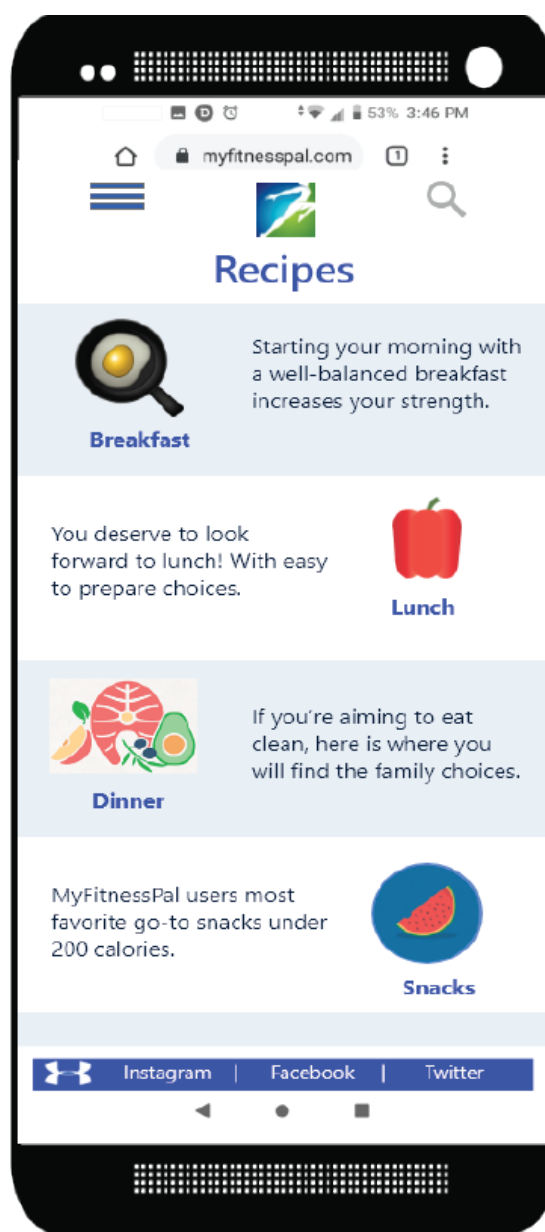 53% 3:46 PM
myfitnesspal.com 1
Recipes
Starting your morning with
a well-balanced breakfast
increases your strength.
Breakfast
You deserve to look
forward to lunch! With easy
to prepare choices.
Lunch
If you're aiming to eat
clean, here is where you
will find the family choices.
Dinner
MyFitnessPal users most
favorite go-to snacks under
200 calories.
Snacks
Instagram | Facebook | Twitter